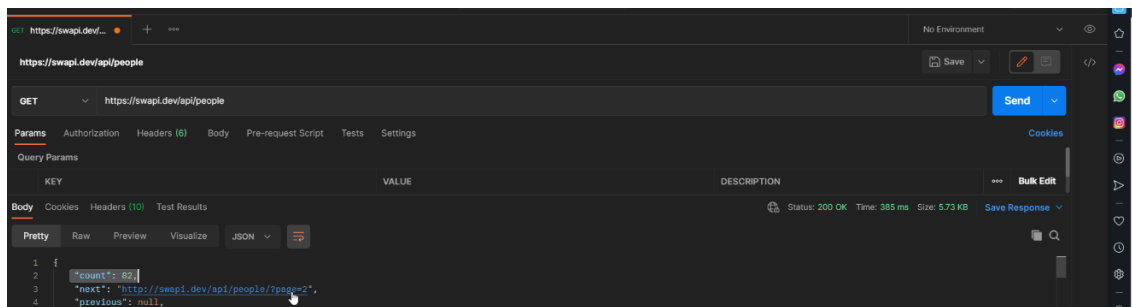 GET https://swapi.dev/... + ooo No Environment
https://swapi.dev/api/people Save
GET https://swapi.dev/api/people Send
Params Authorization Headers (6) Body Pre-request Script Tests Settings Cookies
Query Params
KEY VALUE DESCRIPTION ooo Bulk Edit
Body Cookies Headers (10) Test Results Status: 200 OK Time: 385 ms Size: 5.73 KB Save Response
Pretty Raw Preview Visualize JSON
1 {
2 "count": 82,
3 "next": "http://swapi.dev/api/people/?page=2",
4 "previous": null,